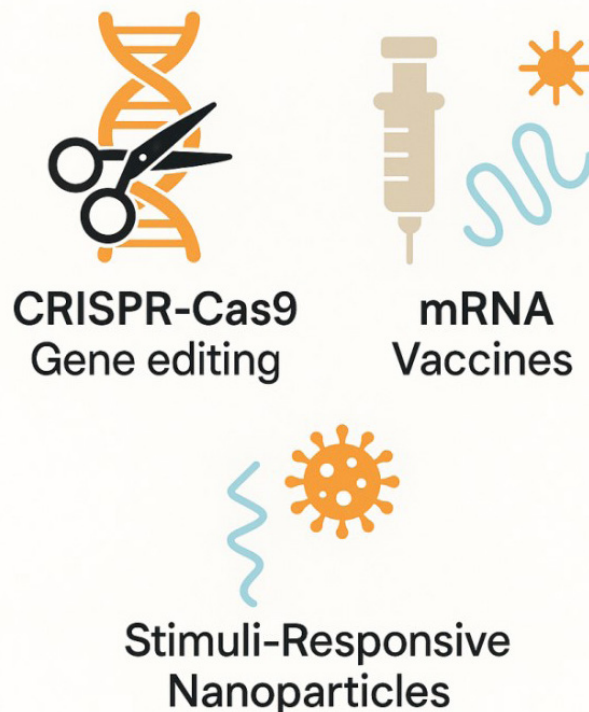 CRISPR-Cas9
Gene editing
mRNA
Vaccines
Stimuli-Responsive
Nanoparticles